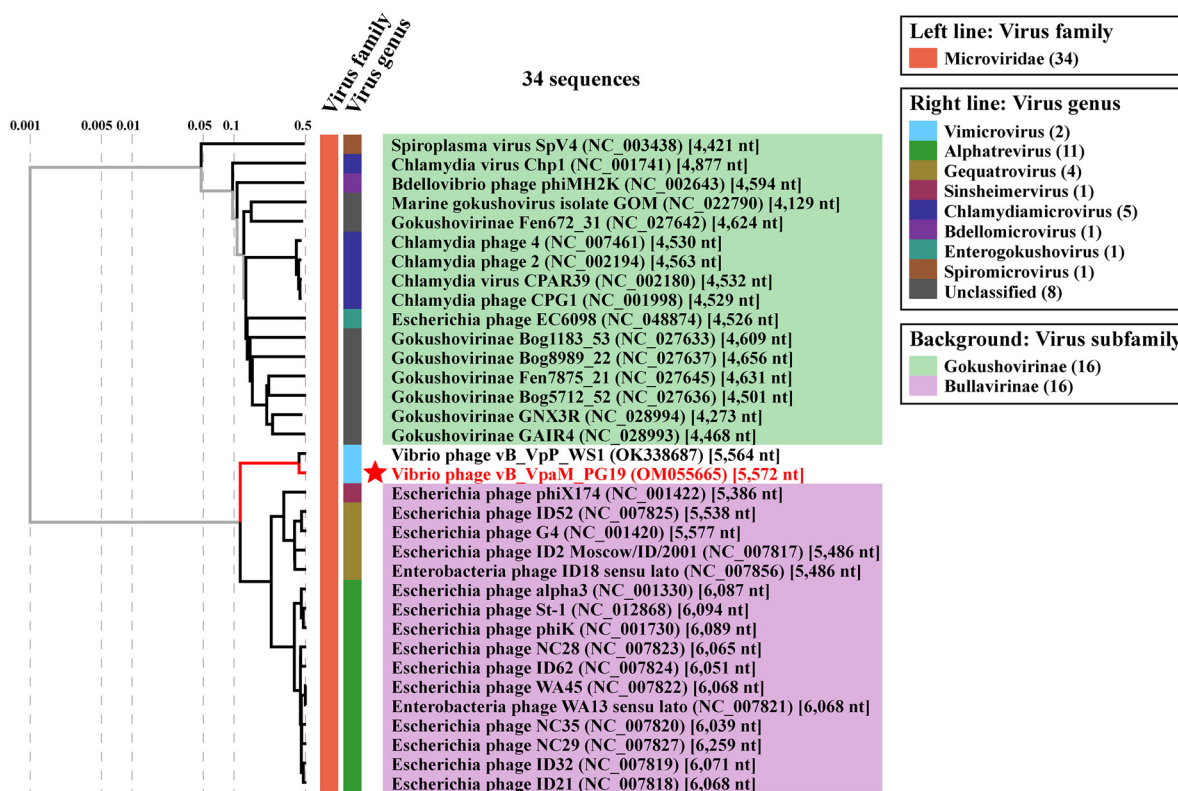 Virus family
Virus genus
34 sequences
0.001 0.005 0.01 0.05 0.1 0.5
Spiroplasma virus SpV4 (NC_003438) [4,421 nt]
Chlamydia virus Chp1 (NC_001741) [4,877 nt]
Bdellovibrio phage phiMH2K (NC_002643) [4,594 nt]
Marine gokushovirus isolate GOM (NC_022790) [4,129 nt]
Gokushovirinae Fen672_31 (NC_027642) [4,624 nt]
Chlamydia phage 4 (NC_007461) [4,530 nt]
Chlamydia phage 2 (NC_002194) [4,563 nt]
Chlamydia virus CPAR39 (NC_002180) [4,532 nt]
Chlamydia phage CPG1 (NC_001998) [4,529 nt]
Escherichia phage EC6098 (NC_048874) [4,526 nt]
Gokushovirinae Bog1183_53 (NC_027633) [4,609 nt]
Gokushovirinae Bog8989_22 (NC_027637) [4,656 nt]
Gokushovirinae Fen7875_21 (NC_027645) [4,631 nt]
Gokushovirinae Bog5712_52 (NC_027636) [4,501 nt]
Gokushovirinae GNX3R (NC_028994) [4,273 nt]
Gokushovirinae GAIR4 (NC_028993) [4,468 nt]
Vibrio phage vB_VpP_WS1 (OK338687) [5,564 nt]
Vibrio phage vB_VpaM_PG19 (OM055665) [5,572 nt]
Escherichia phage phiX174 (NC_001422) [5,386 nt]
Escherichia phage ID52 (NC_007825) [5,538 nt]
Escherichia phage G4 (NC_001420) [5,577 nt]
Escherichia phage ID2 Moscow/ID/2001 (NC_007817) [5,486 nt]
Enterobacteria phage ID18 sensu lato (NC_007856) [5,486 nt]
Escherichia phage alpha3 (NC_001330) [6,087 nt]
Escherichia phage St-1 (NC_012868) [6,094 nt]
Escherichia phage phiK (NC_001730) [6,089 nt]
Escherichia phage NC28 (NC_007823) [6,065 nt]
Escherichia phage ID62 (NC_007824) [6,051 nt]
Escherichia phage WA45 (NC_007822) [6,068 nt]
Enterobacteria phage WA13 sensu lato (NC_007821) [6,068 nt]
Escherichia phage NC35 (NC_007820) [6,039 nt]
Escherichia phage NC29 (NC_007827) [6,259 nt]
Escherichia phage ID32 (NC_007819) [6,071 nt]
Escherichia phage ID21 (NC_007818) [6,068 nt]
Left line: Virus family
Microviridae (34)
Right line: Virus genus
Vimicrovirus (2)
Alphatrevirus (11)
Gequatrovirus (4)
Sinsheimervirus (1)
Chlamydiamicrovirus (5)
Bdellomicrovirus (1)
Enterogokushovirus (1)
Spiromicrovirus (1)
Unclassified (8)
Background: Virus subfamily
Gokushovirinae (16)
Bullavirinae (16)